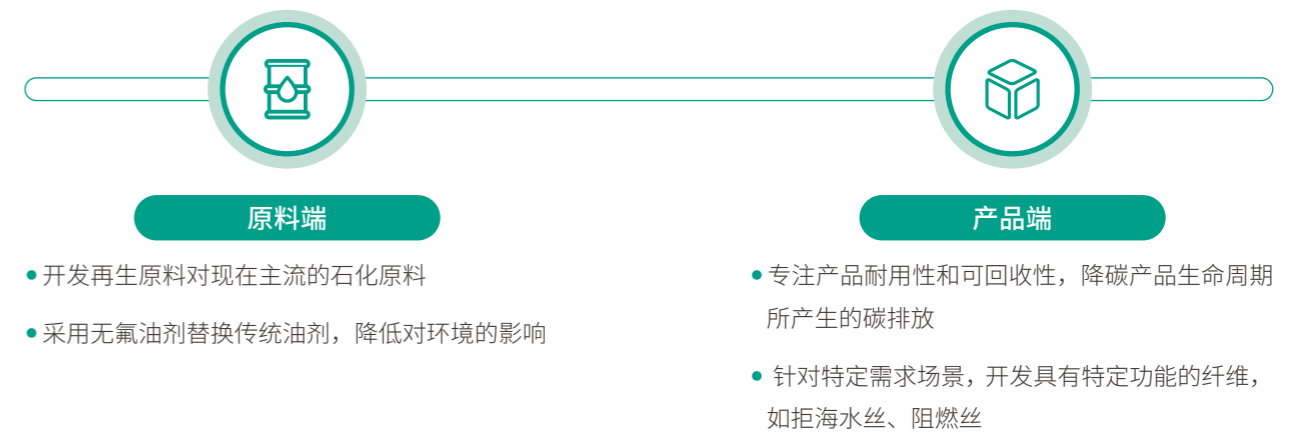 原料端
开发再生原料对现在主流的石化原料
采用无氟油剂替换传统油剂，降低对环境的影响
产品端
专注产品耐用性和可回收性，降碳产品生命周期
所产生的碳排放
针对特定需求场景，开发具有特定功能的纤维，
如拒海水丝、阻燃丝